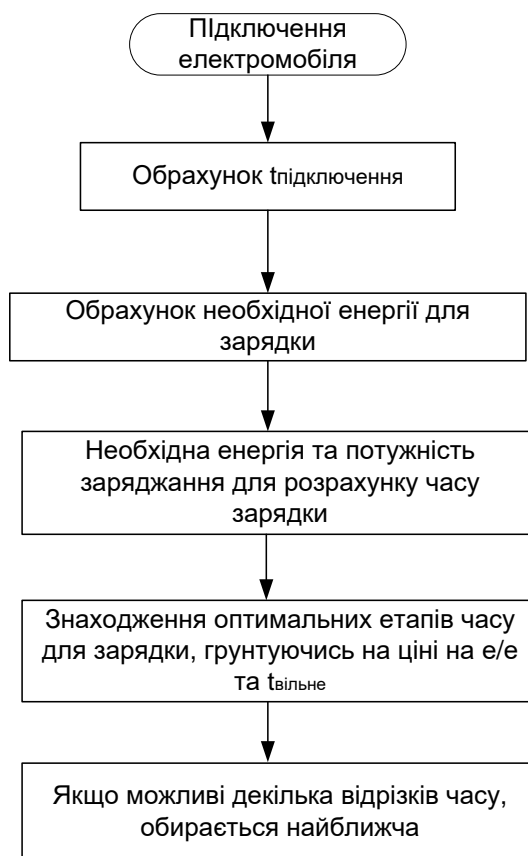 ПІдключення
електромобіля
Обрахунок tпідключення
Обрахунок необхідної енергії для
зарядки
Необхідна енергія та потужність
заряджання для розрахунку часу
зарядки
Знаходження оптимальних етапів часу
для зарядки, грунтуючись на ціні на е/е
та tвільне
Якщо можливі декілька відрізків часу,
обирається найближча